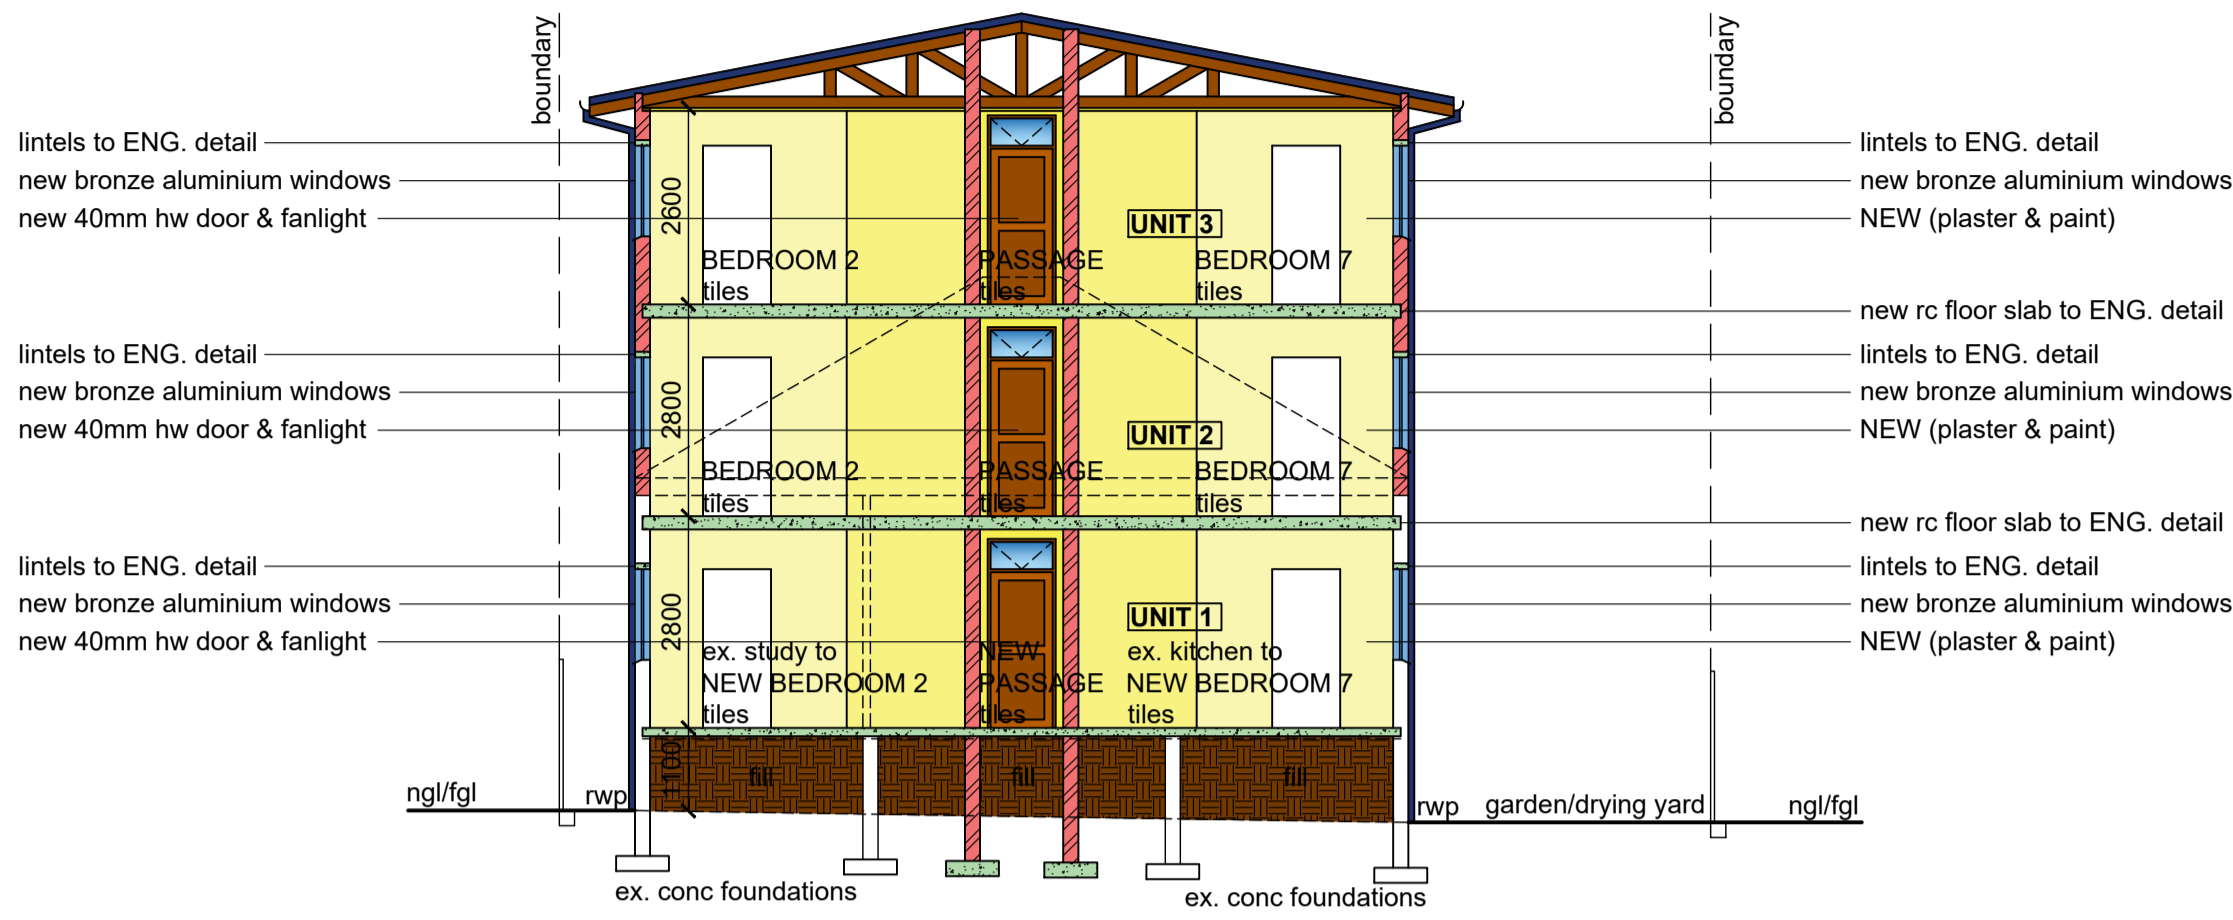 boundary
boundary
lintels to ENG. detail
new bronze aluminium windows
new 40mm hw door & fanlight
2600
UNIT 3
BEDROOM 2
tiles
PASSAGE
tiles
BEDROOM 7
tiles
lintels to ENG. detail
new bronze aluminium windows
NEW (plaster & paint)
new rc floor slab to ENG. detail
lintels to ENG. detail
new bronze aluminium windows
new 40mm hw door & fanlight
2800
UNIT 2
BEDROOM 2
tiles
PASSAGE
tiles
BEDROOM 7
tiles
lintels to ENG. detail
new bronze aluminium windows
NEW (plaster & paint)
new rc floor slab to ENG. detail
lintels to ENG. detail
new bronze aluminium windows
new 40mm hw door & fanlight
2800
UNIT 1
ex. study to
NEW BEDROOM 2
tiles
NEW
PASSAGE
tiles
ex. kitchen to
NEW BEDROOM 7
tiles
lintels to ENG. detail
new bronze aluminium windows
NEW (plaster & paint)
1100
fill
fill
fill
ngl/fgl
rwp
rwp
garden/drying yard
ngl/fgl
ex. conc foundations
ex. conc foundations